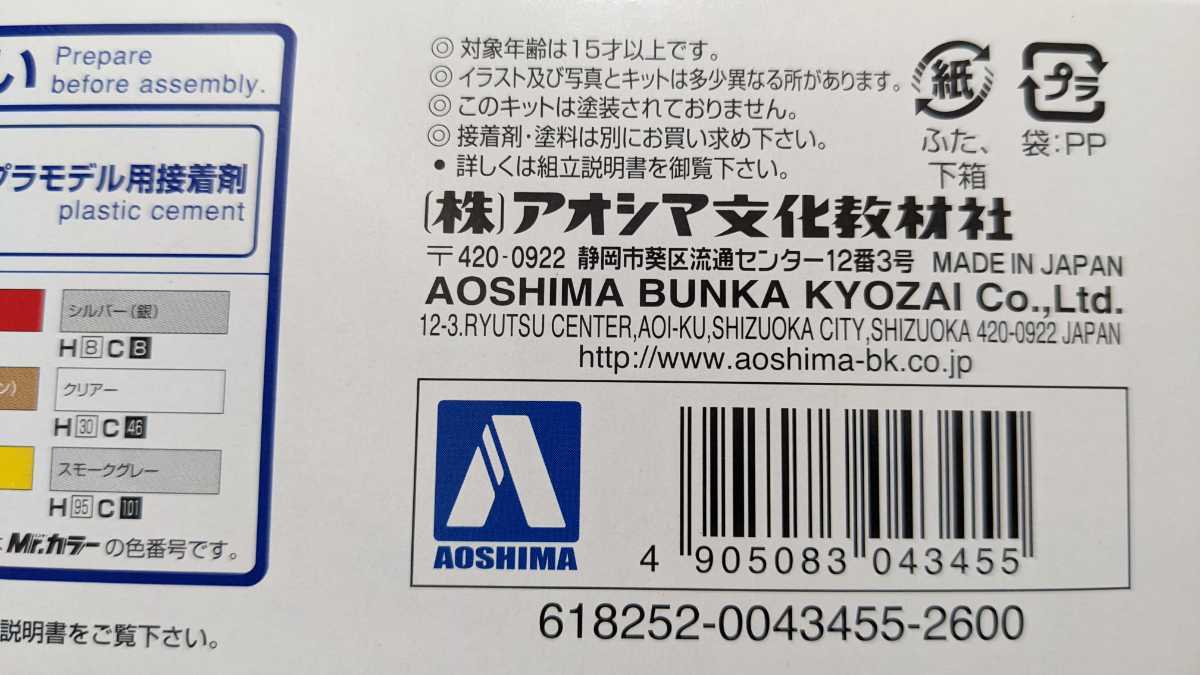 い Prepare
before assembly.
プラモデル用接着剤
plastic cement
シルバー(銀)
H 8 C 8
ン)
クリアー
H 30 C 46
スモークグレー
H 95 C 101
Mr.カラー の色番号です。
説明書をご覧下さい。
◎ 対象年齢は15才以上です。
◎ イラスト及び写真とキットは多少異なる所があります。
◎ このキットは塗装されておりません。
◎ 接着剤・塗料は別にお買い求め下さい。
● 詳しくは組立説明書を御覧下さい。
紙
ふた、
下箱
プラ
袋:PP
(株)アオシマ文化教材社
〒420-0922 静岡市葵区流通センター12番3号 MADE IN JAPAN
AOSHIMA BUNKA KYOZAI Co.,Ltd.
12-3.RYUTSU CENTER,AOI-KU,SHIZUOKA CITY,SHIZUOKA 420-0922 JAPAN
http://www.aoshima-bk.co.jp
AOSHIMA
4 905083 043455
618252-0043455-2600